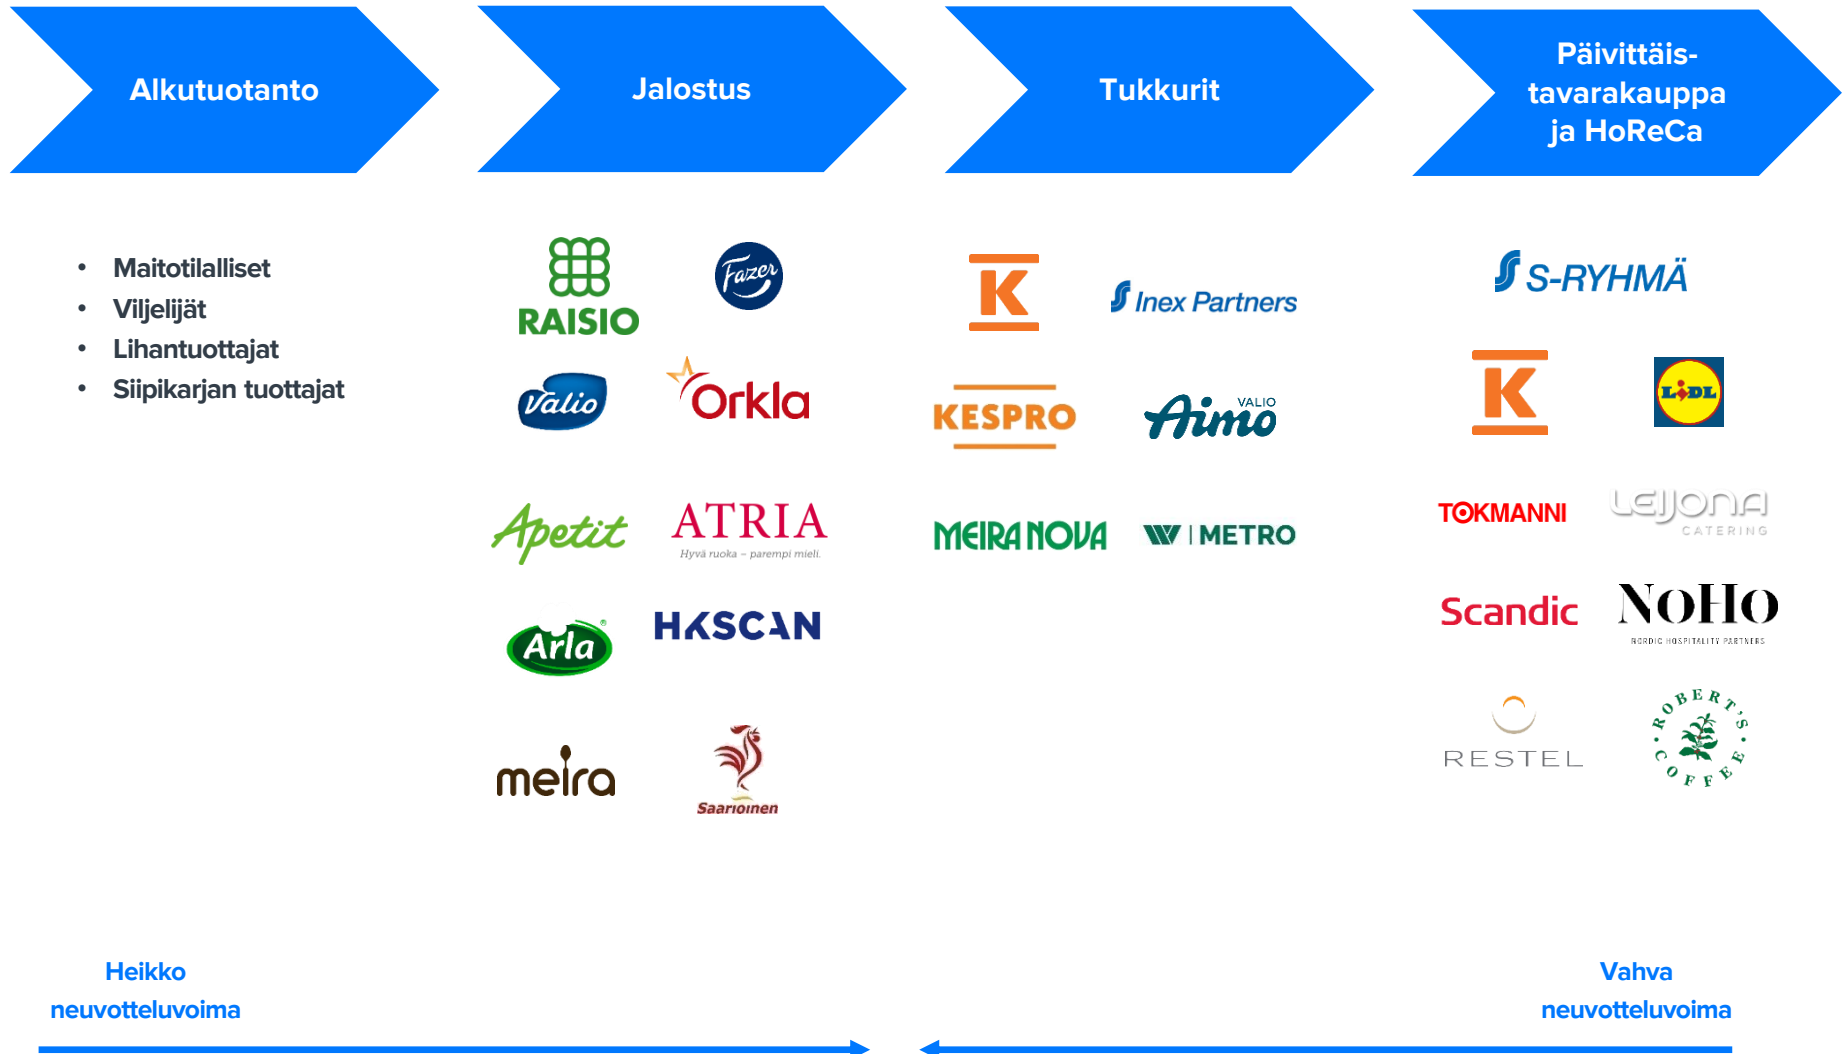 Alkutuotanto
Jalostus
Tukkurit
Päivittäis-
tavarakauppa
ja HoReCa
• Maitotilalliset
• Viljelijät
• Lihantuottajat
• Siipikarjan tuottajat
RAISIO
Fazer
Valio
Orkla
Apetit
ATRIA
Hyvä ruoka – parempi mieli.
Arla®
HKSCAN
meira
Saarioinen
K
Inex Partners
KESPRO
VALIO
Aimo
MEIRA NOVA
W | METRO
S-RYHMÄ
K
LiDL
TOKMANNI
LEIJONA
CATERING
Scandic
NOHO
NORDIC HOSPITALITY PARTNERS
RESTEL
ROBERT'S
COFFEE
Heikko
neuvotteluvoima
Vahva
neuvotteluvoima